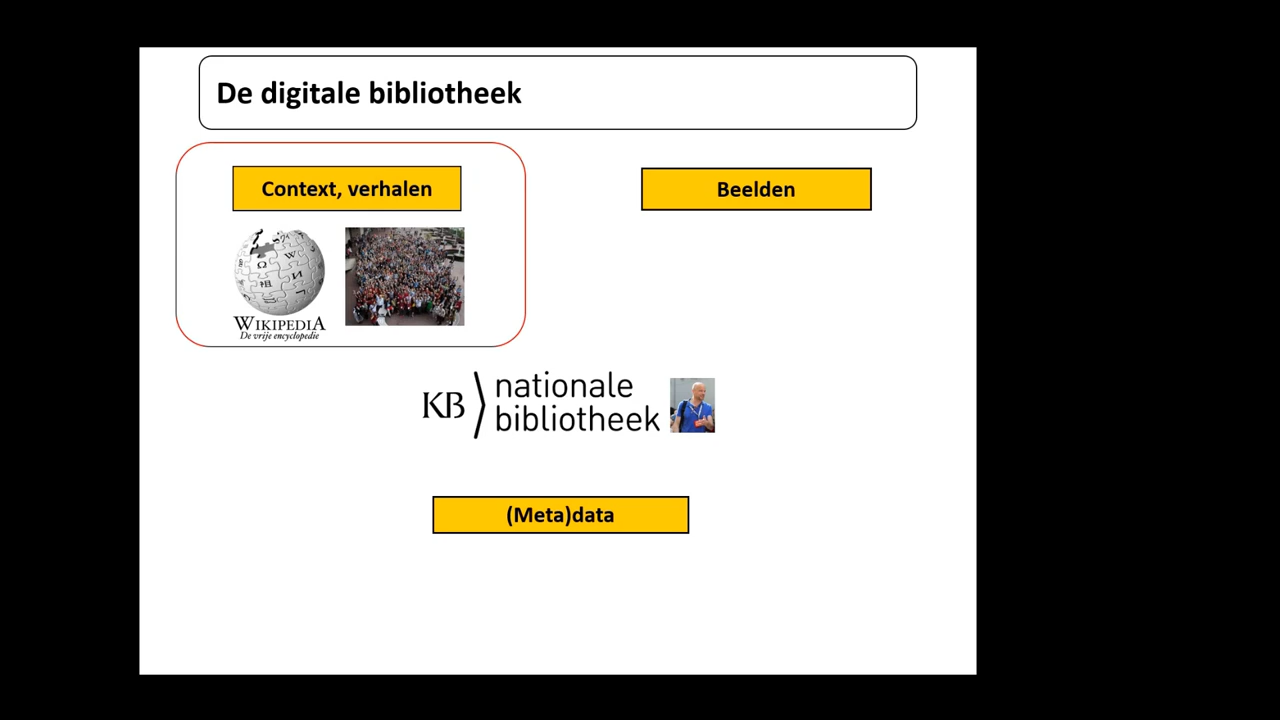 De digitale bibliotheek
Context, verhalen
Beelden
WIKIPEDIA
De vrije encyclopedie
KB
nationale
bibliotheek
(Meta)data